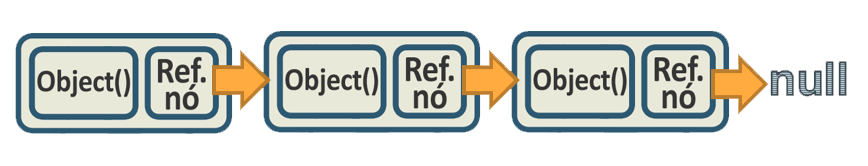 Object()
Ref.
nó
Object()
Ref.
nó
Object()
Ref.
nó
null